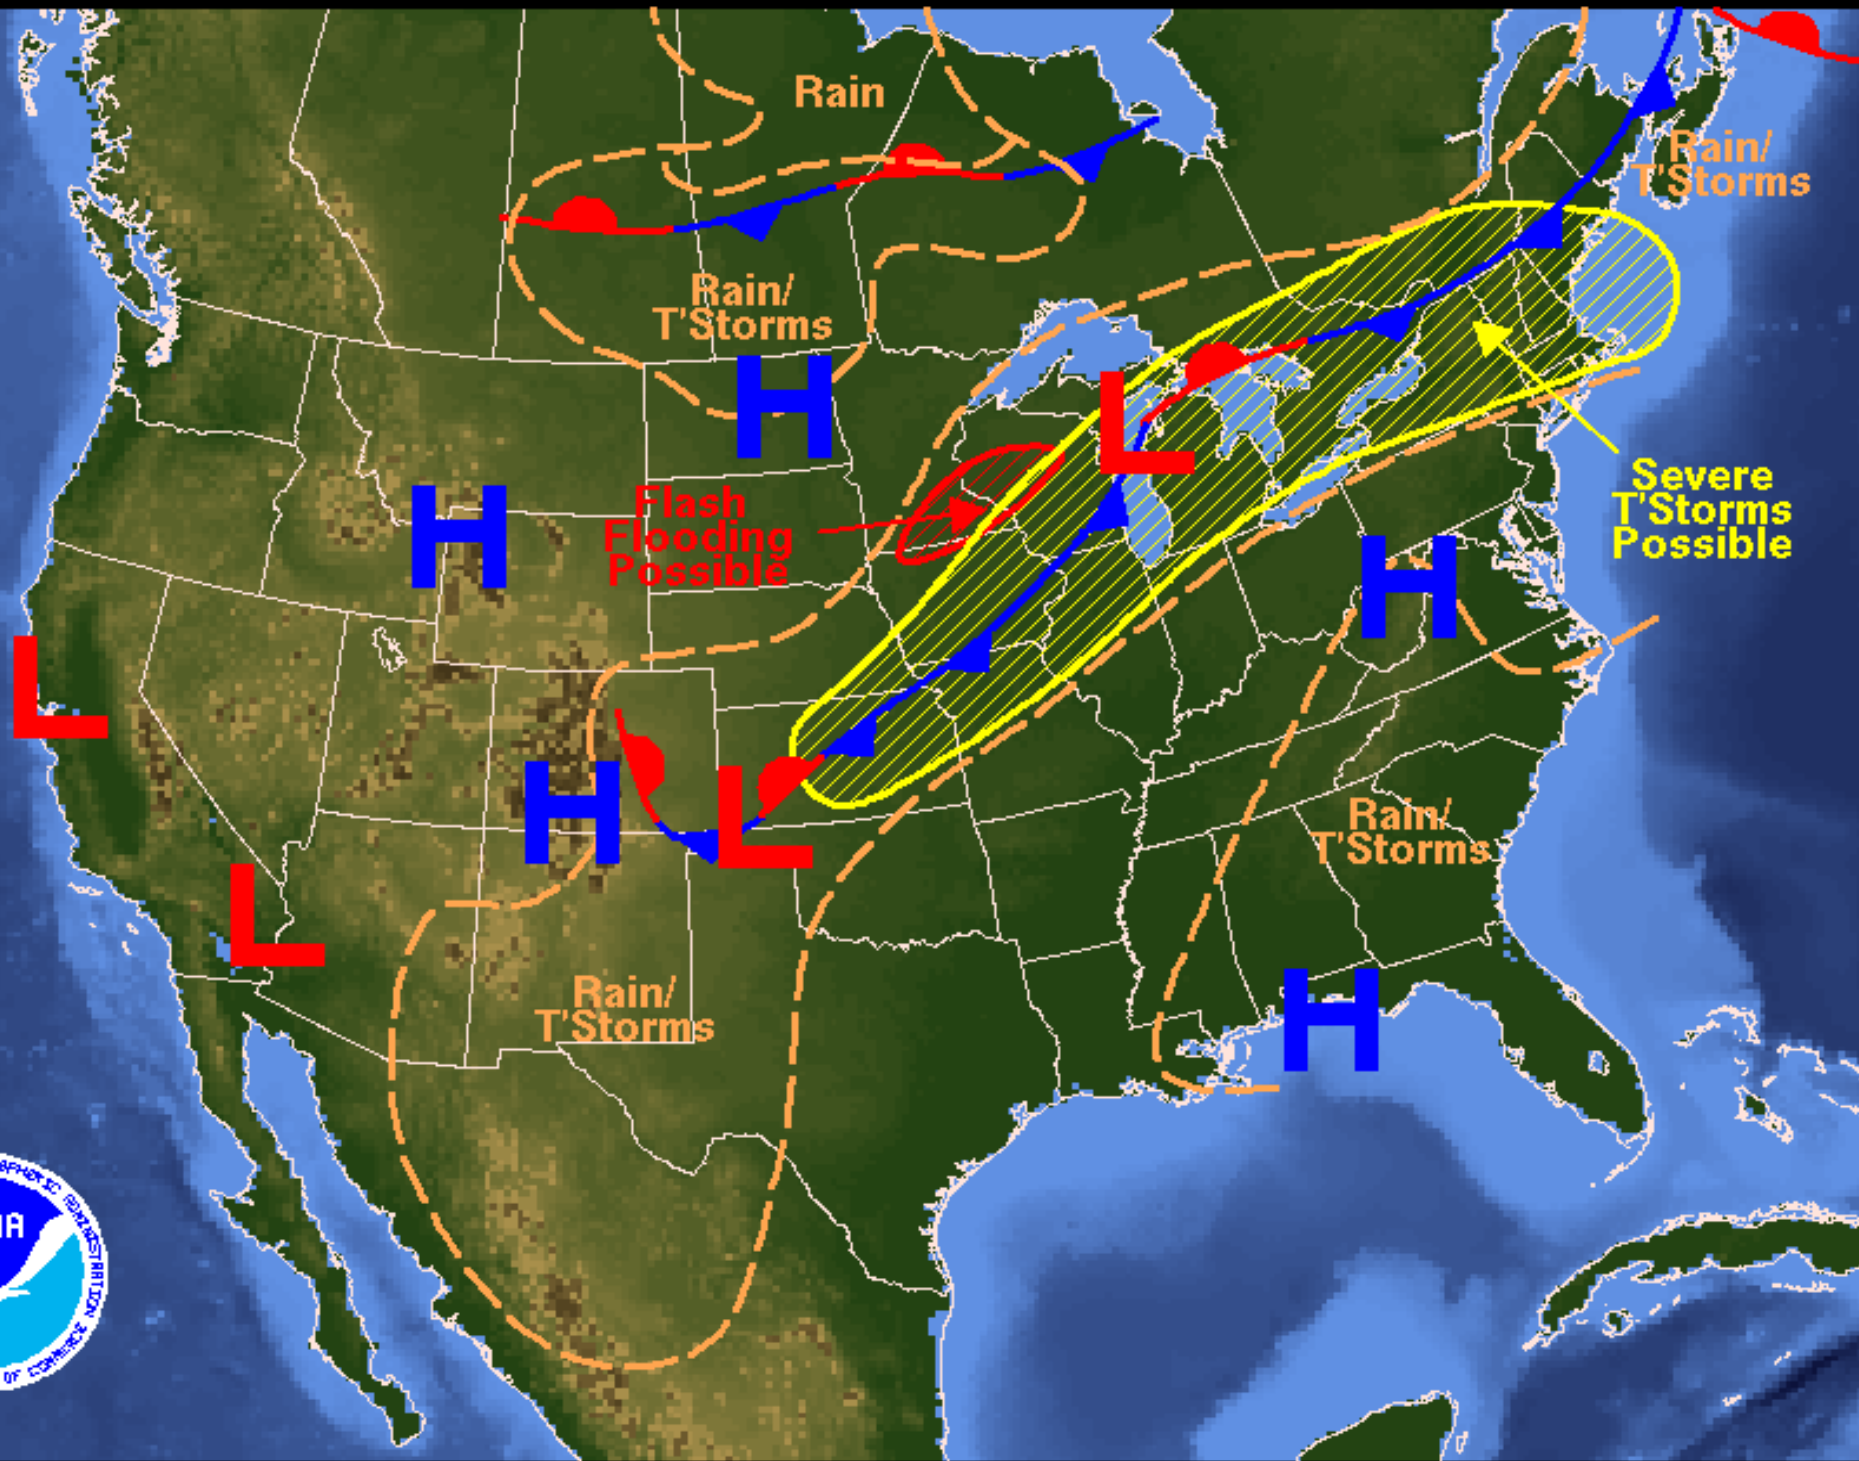 Rain
Rain/
T'Storms
Rain/
T'Storms
H
H
Flash
Flooding
Possible
L
Severe
T'Storms
Possible
H
L
H
L
Rain/
T'Storms
L
Rain/
T'Storms
H